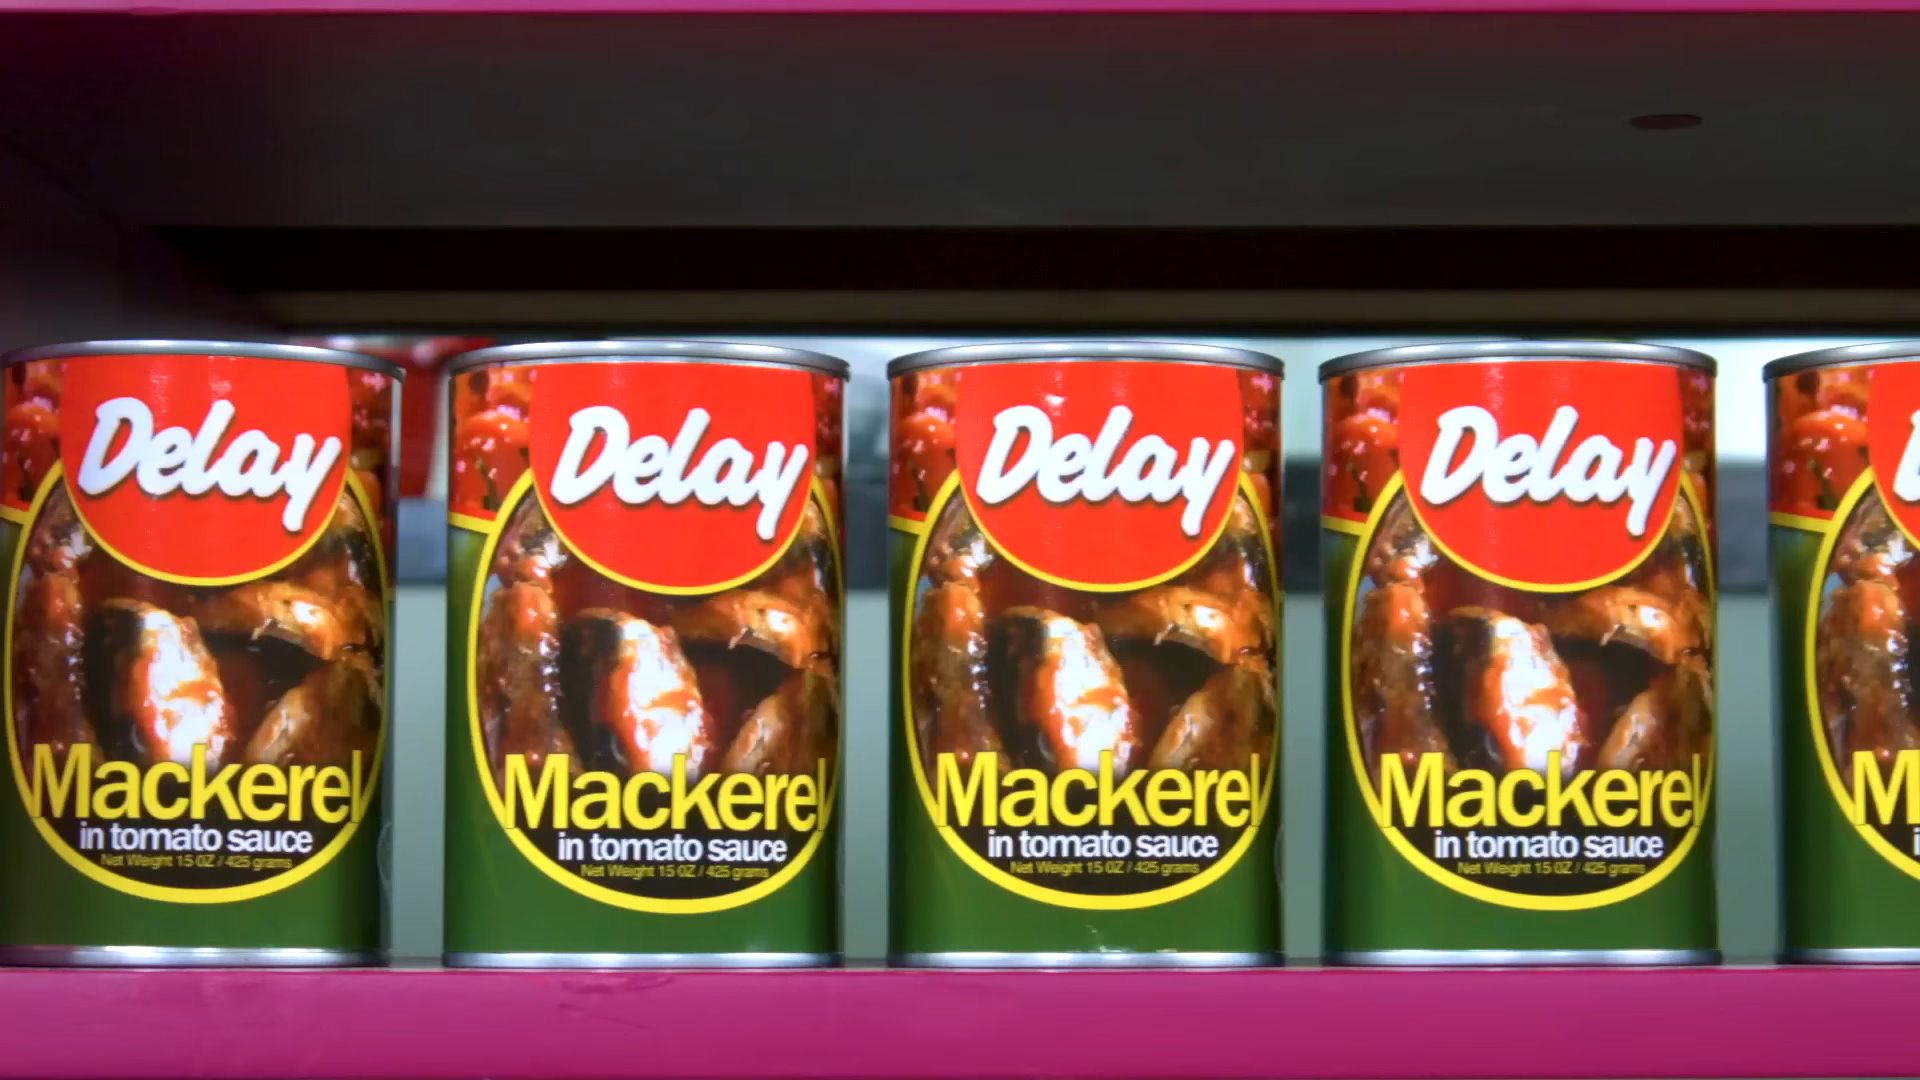 Delay
Mackerel
in tomato sauce
Net Weight 15 OZ / 425 grams
Delay
Mackerel
in tomato sauce
Net Weight 15 OZ / 425 grams
Delay
Mackerel
in tomato sauce
Net Weight 15 OZ / 425 grams
Delay
Mackerel
in tomato sauce
Net Weight 15 OZ / 425 grams